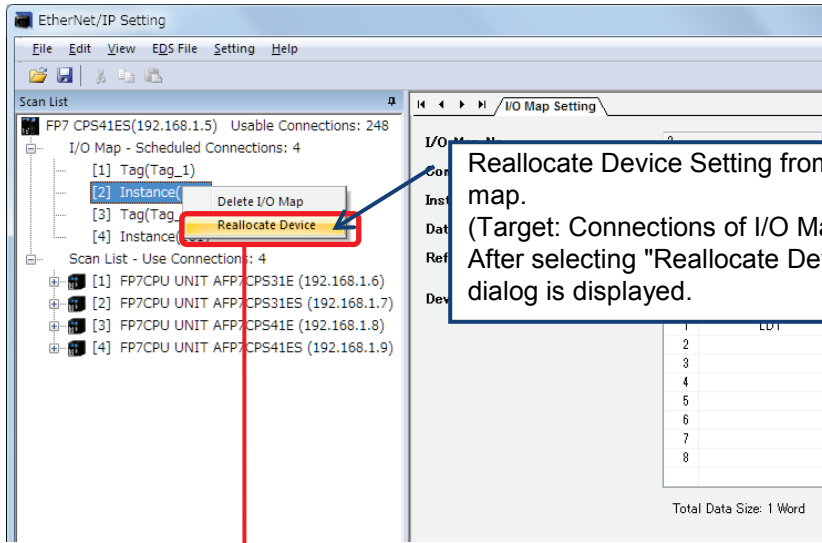 EtherNet/IP Setting
File Edit View EDS File Setting Help
Scan List
FP7 CPS41ES(192.168.1.5) Usable Connections: 248
I/O Map - Scheduled Connections: 4
[1] Tag(Tag_1)
[2] Instance(
[3] Tag(Tag_
[4] Instance(
Delete I/O Map
Reallocate Device
Scan List - Use Connections: 4
[1] FP7CPU UNIT AFP7CPS31E (192.168.1.6)
[2] FP7CPU UNIT AFP7CPS31ES (192.168.1.7)
[3] FP7CPU UNIT AFP7CPS41E (192.168.1.8)
[4] FP7CPU UNIT AFP7CPS41ES (192.168.1.9)
I/O Map Setting
Reallocate Device Setting from
map.
(Target: Connections of I/O Ma
After selecting "Reallocate De
dialog is displayed.
Inst
Dat
Ref
Dev
1
2
3
4
5
6
7
8
Total Data Size: 1 Word